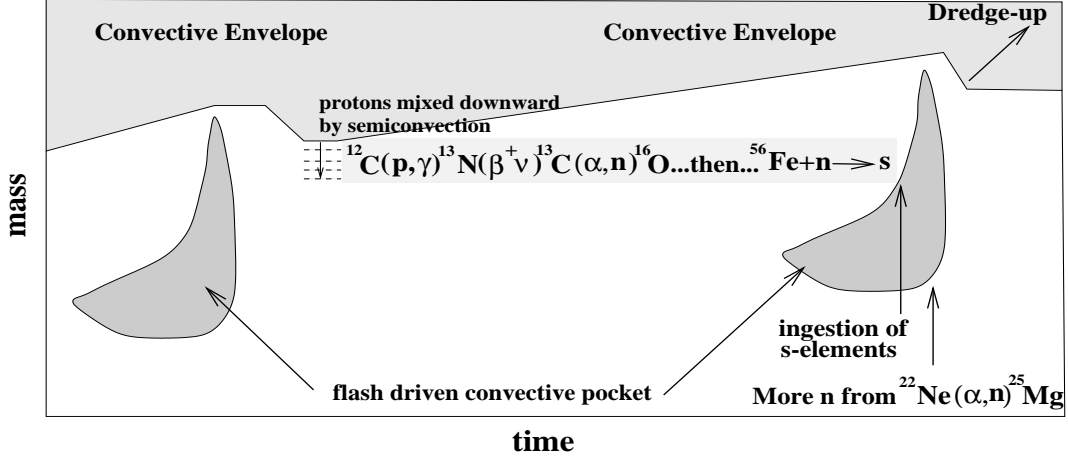 Dredge-up
Convective Envelope
Convective Envelope
protons mixed downward
by semiconvection
¹²C(p,γ)¹³N(β⁺ν)¹³C(α,n)¹⁶O...then...⁵⁶Fe+n→s
mass
ingestion of
s-elements
flash driven convective pocket
More n from ²²Ne(α,n)²⁵Mg
time